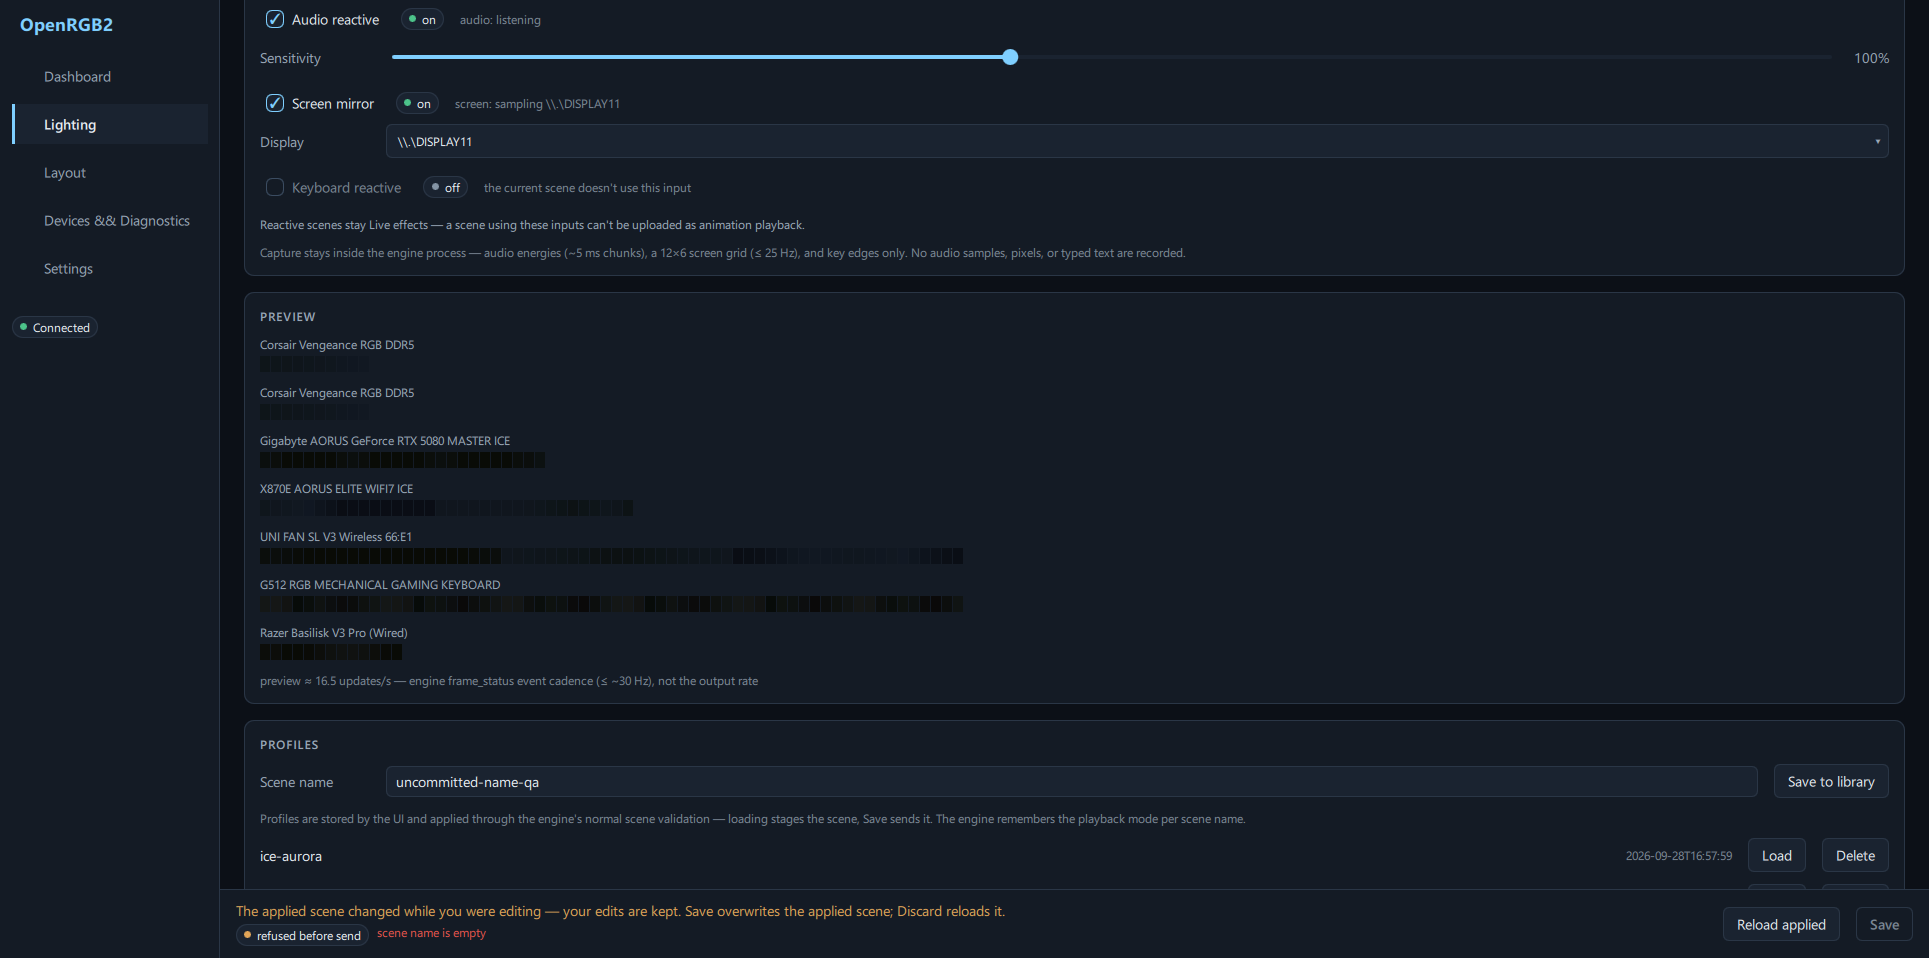 OpenRGB2
Dashboard
Lighting
Layout
Devices && Diagnostics
Settings
Connected
Audio reactive on audio: listening
Sensitivity 100%
Screen mirror on screen: sampling \\.\DISPLAY11
Display \\.\DISPLAY11
Keyboard reactive off the current scene doesn't use this input
Reactive scenes stay Live effects — a scene using these inputs can't be uploaded as animation playback.
Capture stays inside the engine process — audio energies (~5 ms chunks), a 12×6 screen grid (≤ 25 Hz), and key edges only. No audio samples, pixels, or typed text are recorded.
PREVIEW
Corsair Vengeance RGB DDR5
Corsair Vengeance RGB DDR5
Gigabyte AORUS GeForce RTX 5080 MASTER ICE
X870E AORUS ELITE WIFI7 ICE
UNI FAN SL V3 Wireless 66:E1
G512 RGB MECHANICAL GAMING KEYBOARD
Razer Basilisk V3 Pro (Wired)
preview ≈ 16.5 updates/s — engine frame_status event cadence (≤ ~30 Hz), not the output rate
PROFILES
Scene name uncommitted-name-qa Save to library
Profiles are stored by the UI and applied through the engine's normal scene validation — loading stages the scene, Save sends it. The engine remembers the playback mode per scene name.
ice-aurora 2026-09-28T16:57:59 Load Delete
The applied scene changed while you were editing — your edits are kept. Save overwrites the applied scene; Discard reloads it.
refused before send scene name is empty
Reload applied Save